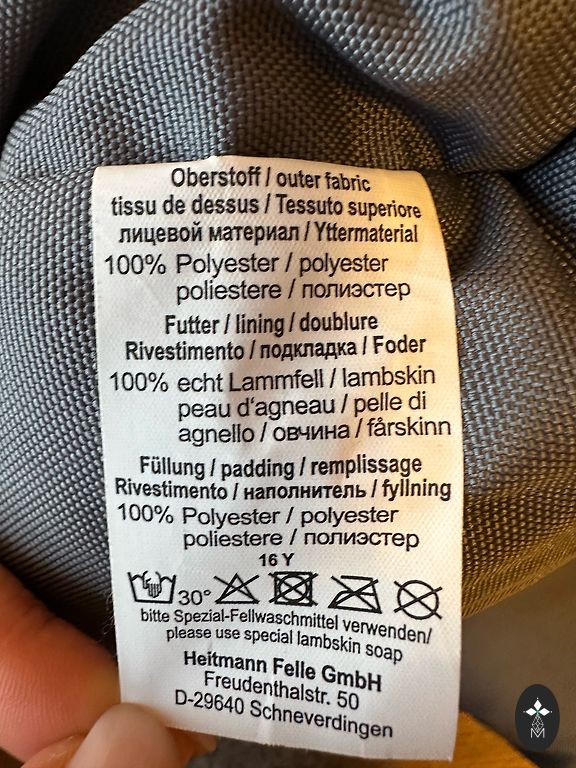 Oberstoff / outer fabric
tissu de dessus / Tessuto superiore
лицевой материал / Yttermaterial
100% Polyester / polyester
poliestere / полиэстер
Futter / lining / doublure
Rivestimento / подкладка / Foder
100% echt Lammfell / lambskin
peau d'agneau / pelle di
agnello / овчина / fårskinn
Füllung / padding / remplissage
Rivestimento / наполнитель / fyllning
100% Polyester / polyester
poliestere / полиэстер
16 Y
30°
bitte Spezial-Fellwaschmittel verwenden/
please use special lambskin soap
Heitmann Felle GmbH
Freudenthalstr. 50
D-29640 Schneverdingen
M